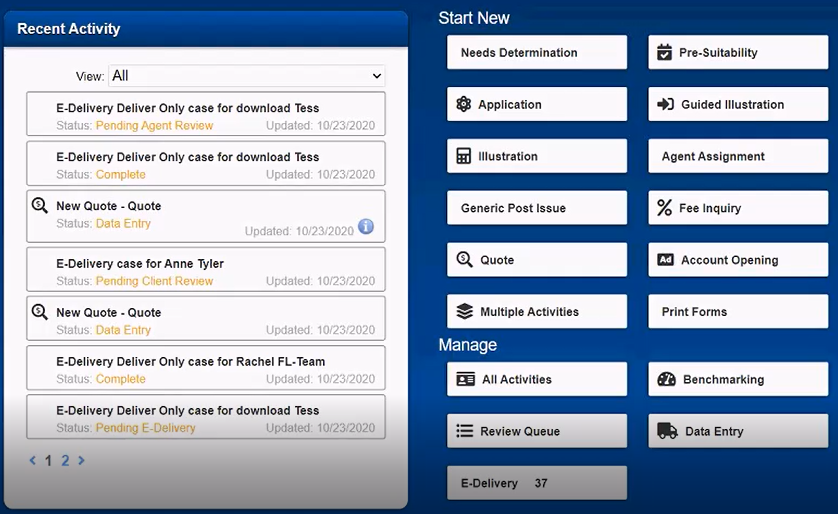 Recent Activity
View: All
E-Delivery Deliver Only case for download Tess
Status: Pending Agent Review Updated: 10/23/2020
E-Delivery Deliver Only case for download Tess
Status: Complete Updated: 10/23/2020
New Quote - Quote
Status: Data Entry Updated: 10/23/2020
E-Delivery case for Anne Tyler
Status: Pending Client Review Updated: 10/23/2020
New Quote - Quote
Status: Data Entry Updated: 10/23/2020
E-Delivery Deliver Only case for Rachel FL-Team
Status: Complete Updated: 10/23/2020
E-Delivery Deliver Only case for download Tess
Status: Pending E-Delivery Updated: 10/23/2020
< 1 2 >
Start New
Needs Determination
Pre-Suitability
Application
Guided Illustration
Illustration
Agent Assignment
Generic Post Issue
Fee Inquiry
Quote
Ad Account Opening
Multiple Activities
Print Forms
Manage
All Activities
Benchmarking
Review Queue
Data Entry
E-Delivery 37